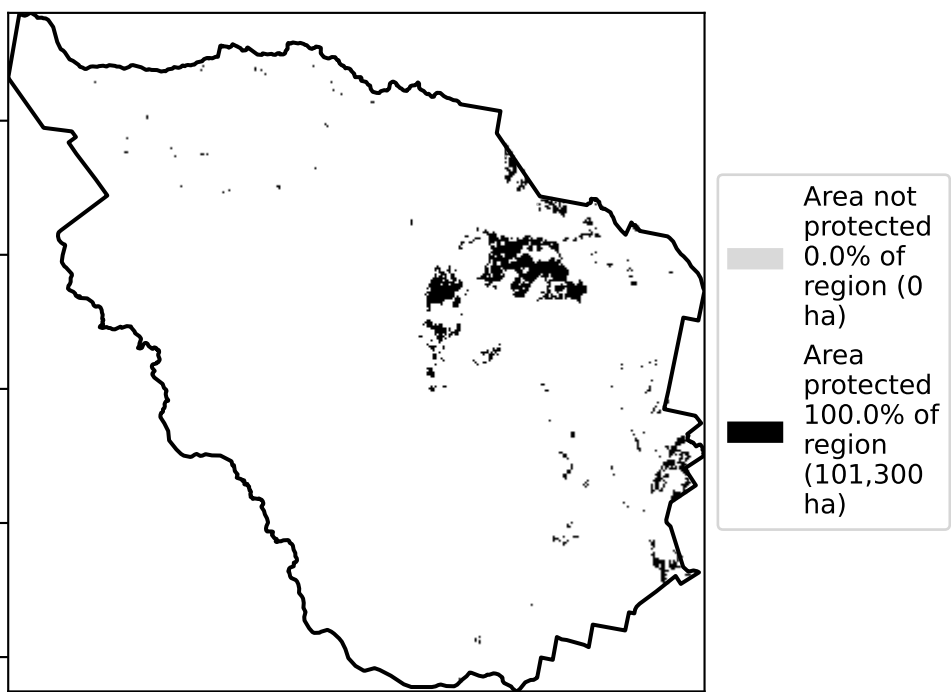 Area not
protected
0.0% of
region (0
ha)
Area
protected
100.0% of
region
(101,300
ha)